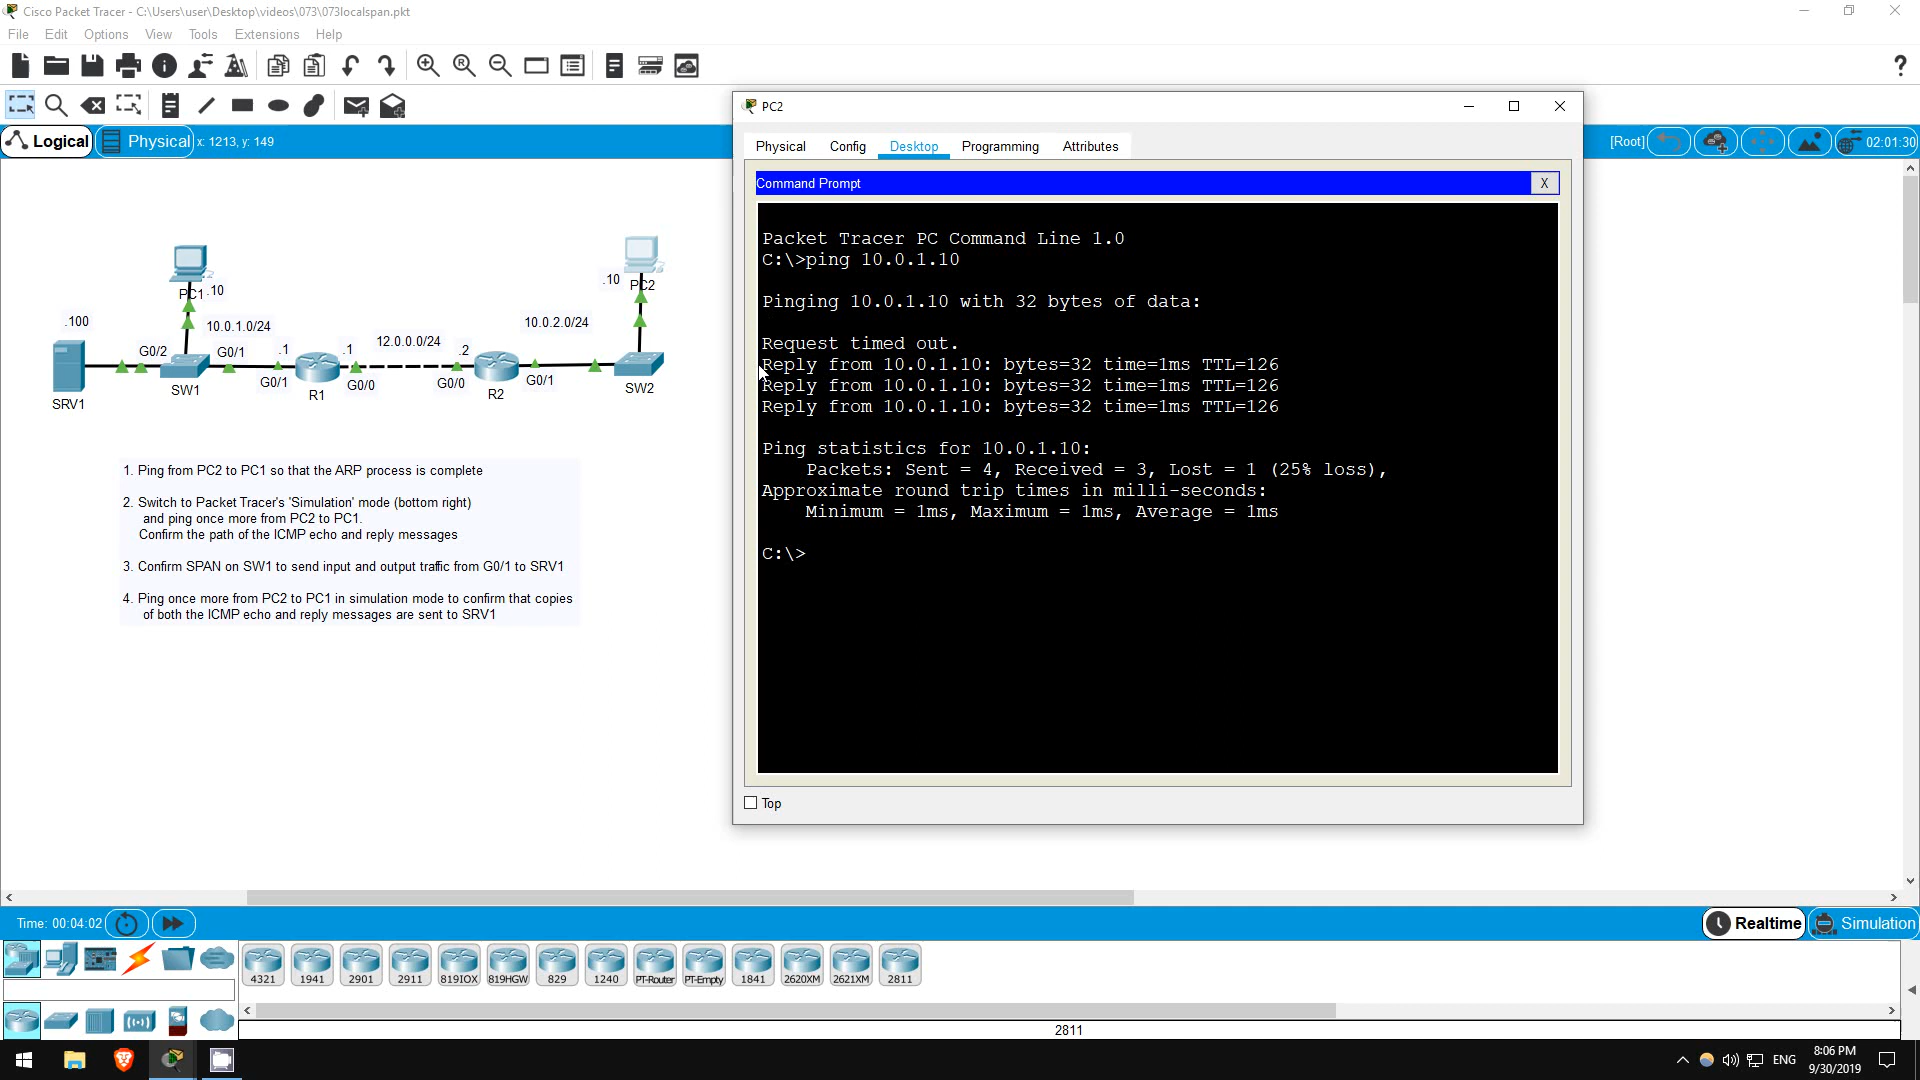 Cisco Packet Tracer - C:\Users\user\Desktop\videos\073\073localspan.pkt
File Edit Options View Tools Extensions Help
Logical Physical x: 1213, y: 149
[Root] 02:01:30
PC2
Physical Config Desktop Programming Attributes
Command Prompt X
Packet Tracer PC Command Line 1.0
C:\>ping 10.0.1.10
Pinging 10.0.1.10 with 32 bytes of data:
Request timed out.
Reply from 10.0.1.10: bytes=32 time=1ms TTL=126
Reply from 10.0.1.10: bytes=32 time=1ms TTL=126
Reply from 10.0.1.10: bytes=32 time=1ms TTL=126
Ping statistics for 10.0.1.10:
Packets: Sent = 4, Received = 3, Lost = 1 (25% loss),
Approximate round trip times in milli-seconds:
Minimum = 1ms, Maximum = 1ms, Average = 1ms
C:\>
Top
PC1 .10
.10 PC2
.100
10.0.1.0/24
10.0.2.0/24
12.0.0.0/24
G0/2 G0/1 .1 .1 .2
G0/1 G0/0 G0/0 G0/1
SRV1 SW1 R1 R2 SW2
1. Ping from PC2 to PC1 so that the ARP process is complete
2. Switch to Packet Tracer's 'Simulation' mode (bottom right)
and ping once more from PC2 to PC1.
Confirm the path of the ICMP echo and reply messages
3. Confirm SPAN on SW1 to send input and output traffic from G0/1 to SRV1
4. Ping once more from PC2 to PC1 in simulation mode to confirm that copies
of both the ICMP echo and reply messages are sent to SRV1
Time: 00:04:02
Realtime Simulation
4321 1941 2901 2911 819IOX 819HGW 829 1240 PT-Router PT-Empty 1841 2620XM 2621XM 2811
2811
ENG
8:06 PM
9/30/2019